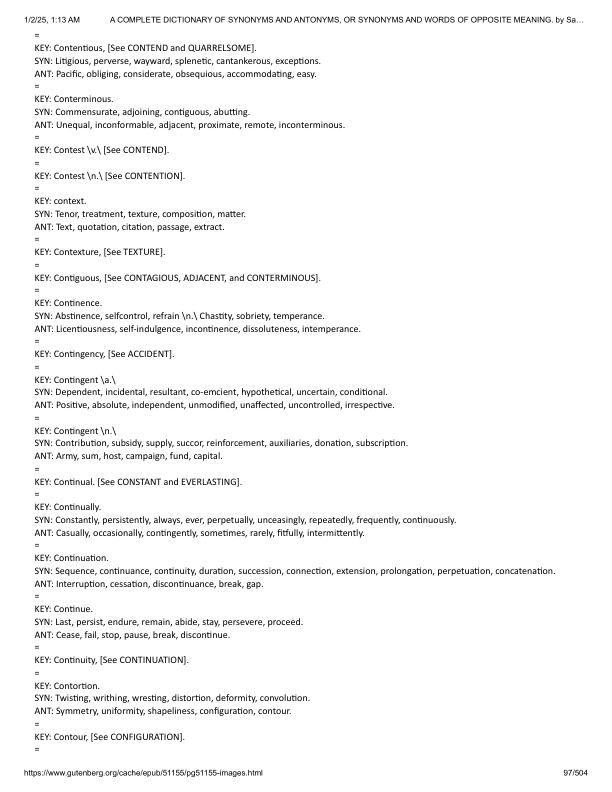 1/2/25, 1:13 AM A COMPLETE DICTIONARY OF SYNONYMS AND ANTONYMS, OR SYNONYMS AND WORDS OF OPPOSITE MEANING. by Sa…
=
KEY: Contentious, [See CONTEND and QUARRELSOME].
SYN: Litigious, perverse, wayward, splenetic, cantankerous, exceptions.
ANT: Pacific, obliging, considerate, obsequious, accommodating, easy.
=
KEY: Conterminous.
SYN: Commensurate, adjoining, contiguous, abutting.
ANT: Unequal, inconformable, adjacent, proximate, remote, inconterminous.
=
KEY: Contest \v.\ [See CONTEND].
=
KEY: Contest \n.\ [See CONTENTION].
=
KEY: context.
SYN: Tenor, treatment, texture, composition, matter.
ANT: Text, quotation, citation, passage, extract.
=
KEY: Contexture, [See TEXTURE].
=
KEY: Contiguous, [See CONTAGIOUS, ADJACENT, and CONTERMINOUS].
=
KEY: Continence.
SYN: Abstinence, selfcontrol, refrain \n.\ Chastity, sobriety, temperance.
ANT: Licentiousness, self-indulgence, incontinence, dissoluteness, intemperance.
=
KEY: Contingency, [See ACCIDENT].
=
KEY: Contingent \a.\
SYN: Dependent, incidental, resultant, co-emcient, hypothetical, uncertain, conditional.
ANT: Positive, absolute, independent, unmodified, unaffected, uncontrolled, irrespective.
=
KEY: Contingent \n.\
SYN: Contribution, subsidy, supply, succor, reinforcement, auxiliaries, donation, subscription.
ANT: Army, sum, host, campaign, fund, capital.
=
KEY: Continual. [See CONSTANT and EVERLASTING].
=
KEY: Continually.
SYN: Constantly, persistently, always, ever, perpetually, unceasingly, repeatedly, frequently, continuously.
ANT: Casually, occasionally, contingently, sometimes, rarely, fitfully, intermittently.
=
KEY: Continuation.
SYN: Sequence, continuance, continuity, duration, succession, connection, extension, prolongation, perpetuation, concatenation.
ANT: Interruption, cessation, discontinuance, break, gap.
=
KEY: Continue.
SYN: Last, persist, endure, remain, abide, stay, persevere, proceed.
ANT: Cease, fail, stop, pause, break, discontinue.
=
KEY: Continuity, [See CONTINUATION].
=
KEY: Contortion.
SYN: Twisting, writhing, wresting, distortion, deformity, convolution.
ANT: Symmetry, uniformity, shapeliness, configuration, contour.
=
KEY: Contour, [See CONFIGURATION].
=
https://www.gutenberg.org/cache/epub/51155/pg51155-images.html 97/504